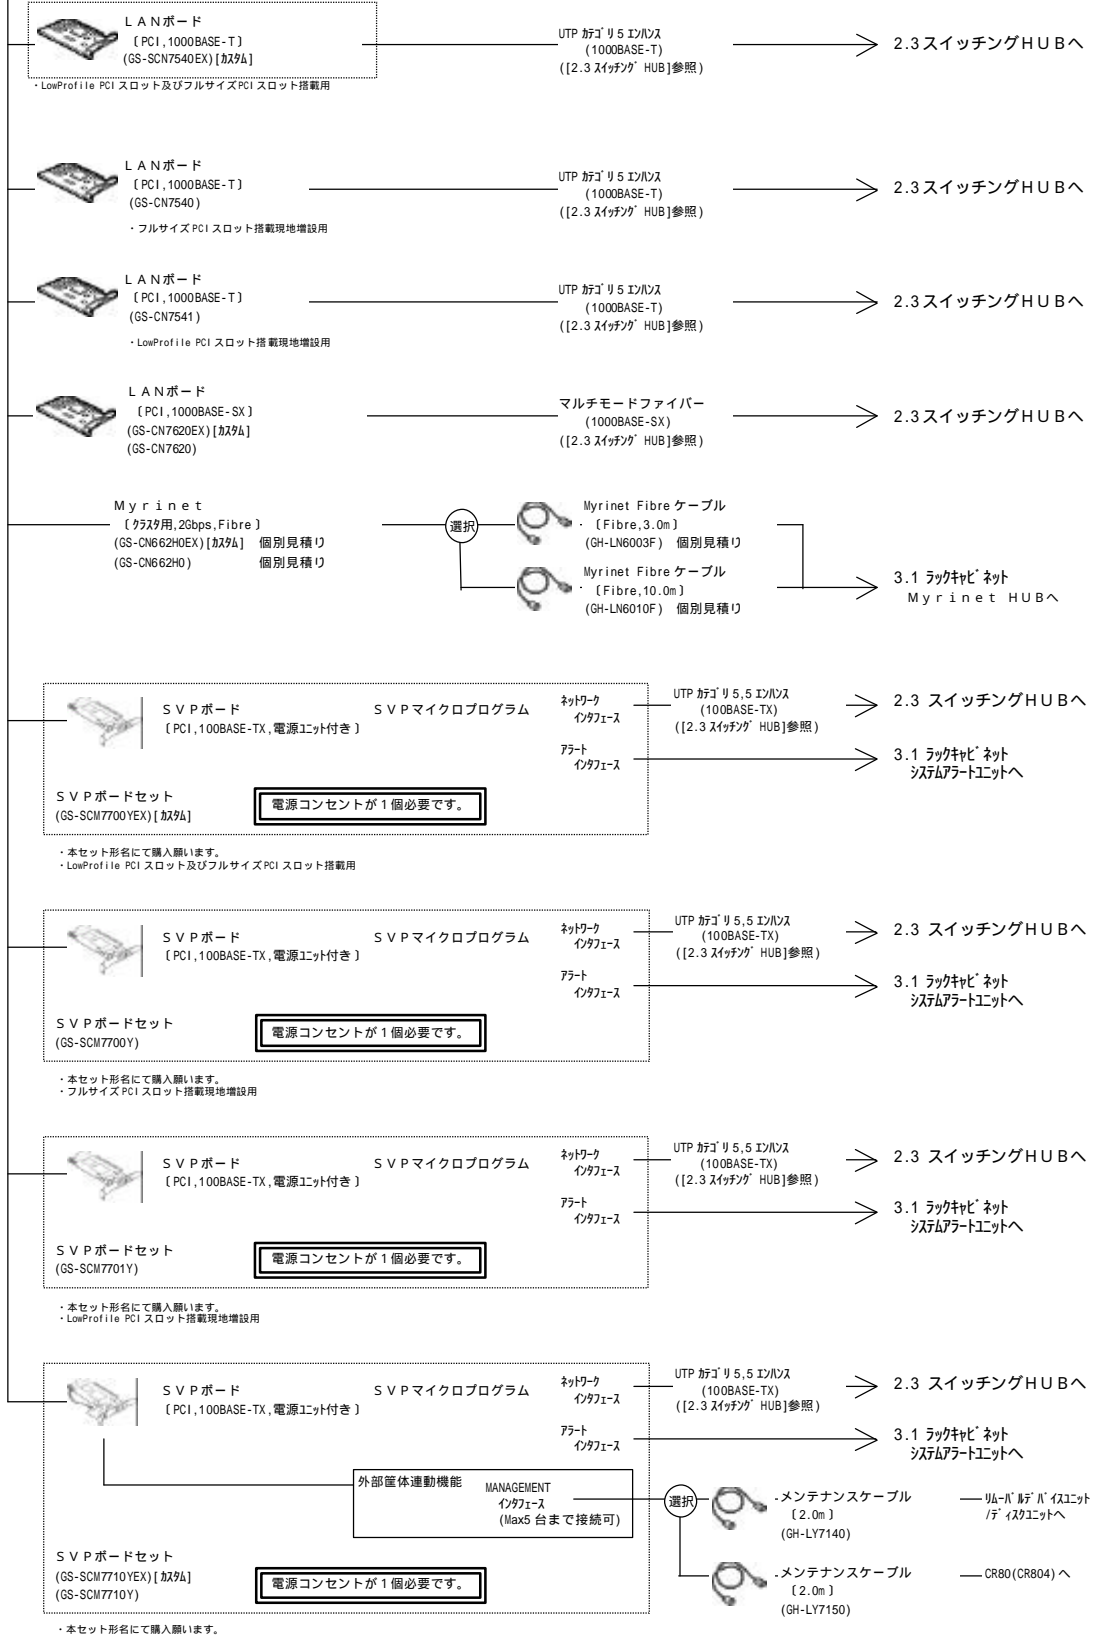 ＬＡＮボード
〔PCI,1000BASE-T〕
(GS-SCN7540EX)[ｶｽﾀﾑ]
・LowProfile PCI スロット及びフルサイズPCI スロット搭載用
UTP ｶﾃｺﾞﾘ 5 ｴﾝﾊﾝｽ
(1000BASE-T)
([2.3 ｽｲｯﾁﾝｸﾞ HUB]参照)
2.3スイッチングＨＵＢへ
ＬＡＮボード
〔PCI,1000BASE-T〕
(GS-CN7540)
・フルサイズPCI スロット搭載現地増設用
UTP ｶﾃｺﾞﾘ 5 ｴﾝﾊﾝｽ
(1000BASE-T)
([2.3 ｽｲｯﾁﾝｸﾞ HUB]参照)
2.3スイッチングＨＵＢへ
ＬＡＮボード
〔PCI,1000BASE-T〕
(GS-CN7541)
・LowProfile PCI スロット搭載現地増設用
UTP ｶﾃｺﾞﾘ 5 ｴﾝﾊﾝｽ
(1000BASE-T)
([2.3 ｽｲｯﾁﾝｸﾞ HUB]参照)
2.3スイッチングＨＵＢへ
ＬＡＮボード
〔PCI,1000BASE-SX〕
(GS-CN7620EX)[ｶｽﾀﾑ]
(GS-CN7620)
マルチモードファイバー
(1000BASE-SX)
([2.3 ｽｲｯﾁﾝｸﾞ HUB]参照)
2.3スイッチングＨＵＢへ
Ｍｙｒｉｎｅｔ
〔ｸﾗｽﾀ用,2Gbps,Fibre〕
(GS-CN662H0EX)[ｶｽﾀﾑ] 個別見積り
(GS-CN662H0) 個別見積り
選択
Myrinet Fibre ケーブル
〔Fibre,3.0m〕
(GH-LN6003F) 個別見積り
Myrinet Fibre ケーブル
〔Fibre,10.0m〕
(GH-LN6010F) 個別見積り
3.1 ﾗｯｸｷｬﾋﾞﾈｯﾄ
Ｍｙｒｉｎｅｔ ＨＵＢへ
ＳＶＰボード
〔PCI,100BASE-TX,電源ﾕﾆｯﾄ付き〕
ＳＶＰマイクロプログラム
ﾈｯﾄﾜｰｸ
ｲﾝﾀﾌｪｰｽ
UTP ｶﾃｺﾞﾘ 5,5 ｴﾝﾊﾝｽ
(100BASE-TX)
([2.3 ｽｲｯﾁﾝｸﾞ HUB]参照)
2.3 スイッチングＨＵＢへ
ｱﾗｰﾄ
ｲﾝﾀﾌｪｰｽ
3.1 ﾗｯｸｷｬﾋﾞﾈｯﾄ
ｼｽﾃﾑｱﾗｰﾄﾕﾆｯﾄへ
ＳＶＰボードセット
(GS-SCM7700YEX)[ｶｽﾀﾑ]
電源コンセントが１個必要です。
・本セット形名にて購入願います。
・LowProfile PCI スロット及びフルサイズPCI スロット搭載用
ＳＶＰボード
〔PCI,100BASE-TX,電源ﾕﾆｯﾄ付き〕
ＳＶＰマイクロプログラム
ﾈｯﾄﾜｰｸ
ｲﾝﾀﾌｪｰｽ
UTP ｶﾃｺﾞﾘ 5,5 ｴﾝﾊﾝｽ
(100BASE-TX)
([2.3 ｽｲｯﾁﾝｸﾞ HUB]参照)
2.3 スイッチングＨＵＢへ
ｱﾗｰﾄ
ｲﾝﾀﾌｪｰｽ
3.1 ﾗｯｸｷｬﾋﾞﾈｯﾄ
ｼｽﾃﾑｱﾗｰﾄﾕﾆｯﾄへ
ＳＶＰボードセット
(GS-SCM7700Y)
電源コンセントが１個必要です。
・本セット形名にて購入願います。
・フルサイズPCI スロット搭載現地増設用
ＳＶＰボード
〔PCI,100BASE-TX,電源ﾕﾆｯﾄ付き〕
ＳＶＰマイクロプログラム
ﾈｯﾄﾜｰｸ
ｲﾝﾀﾌｪｰｽ
UTP ｶﾃｺﾞﾘ 5,5 ｴﾝﾊﾝｽ
(100BASE-TX)
([2.3 ｽｲｯﾁﾝｸﾞ HUB]参照)
2.3 スイッチングＨＵＢへ
ｱﾗｰﾄ
ｲﾝﾀﾌｪｰｽ
3.1 ﾗｯｸｷｬﾋﾞﾈｯﾄ
ｼｽﾃﾑｱﾗｰﾄﾕﾆｯﾄへ
ＳＶＰボードセット
(GS-SCM7701Y)
電源コンセントが１個必要です。
・本セット形名にて購入願います。
・LowProfile PCI スロット搭載現地増設用
ＳＶＰボード
〔PCI,100BASE-TX,電源ﾕﾆｯﾄ付き〕
ＳＶＰマイクロプログラム
ﾈｯﾄﾜｰｸ
ｲﾝﾀﾌｪｰｽ
UTP ｶﾃｺﾞﾘ 5,5 ｴﾝﾊﾝｽ
(100BASE-TX)
([2.3 ｽｲｯﾁﾝｸﾞ HUB]参照)
2.3 スイッチングＨＵＢへ
ｱﾗｰﾄ
ｲﾝﾀﾌｪｰｽ
3.1 ﾗｯｸｷｬﾋﾞﾈｯﾄ
ｼｽﾃﾑｱﾗｰﾄﾕﾆｯﾄへ
外部筐体連動機能
MANAGEMENT
ｲﾝﾀﾌｪｰｽ
(Max5 台まで接続可)
選択
メンテナンスケーブル
〔2.0m〕
(GH-LY7140)
ﾘﾑｰﾊﾞﾙﾃﾞﾊﾞｲｽﾕﾆｯﾄ
/ﾃﾞｨｽｸﾕﾆｯﾄへ
メンテナンスケーブル
〔2.0m〕
(GH-LY7150)
CR80(CR804)へ
ＳＶＰボードセット
(GS-SCM7710YEX)[ｶｽﾀﾑ]
(GS-SCM7710Y)
電源コンセントが１個必要です。
・本セット形名にて購入願います。